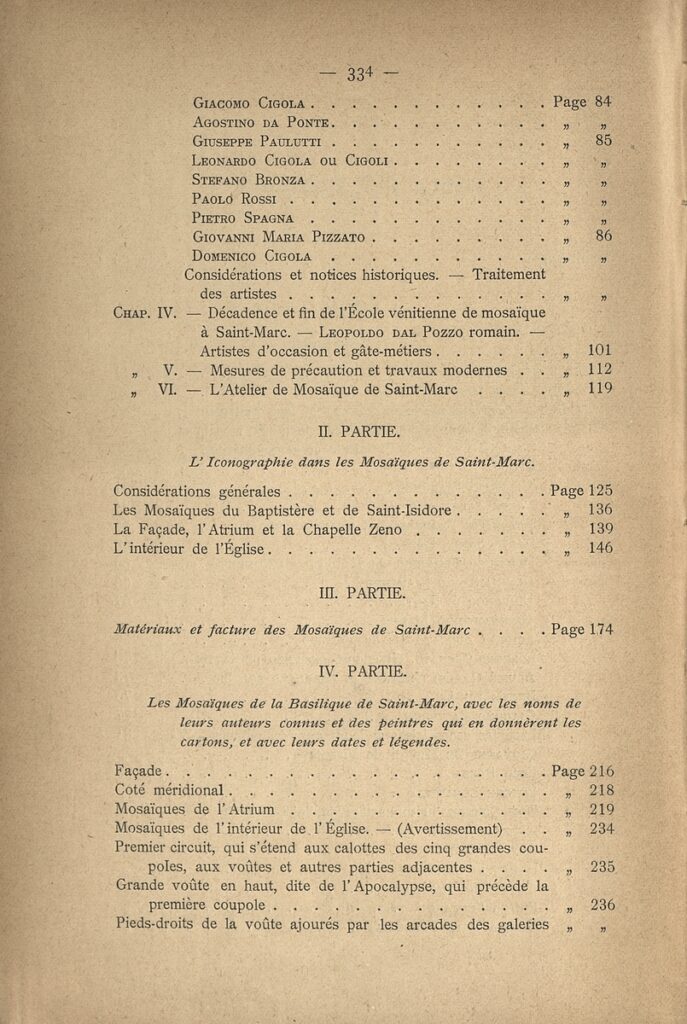 — 334 —
Giacomo Cigola . . . . . . . . . . . . Page 84
Agostino da Ponte. . . . . . . . . . . . „ „
Giuseppe Paulutti . . . . . . . . . . . . „ 85
Leonardo Cigola ou Cigoli . . . . . . . . . „ „
Stefano Bronza . . . . . . . . . . . . . „ „
Paolo Rossi . . . . . . . . . . . . . . „ „
Pietro Spagna . . . . . . . . . . . . . „ „
Giovanni Maria Pizzato . . . . . . . . . . „ 86
Domenico Cigola . . . . . . . . . . . . „ „
Considérations et notices historiques. — Traitement
des artistes . . . . . . . . . . . . . „ „
Chap. IV. — Décadence et fin de l'École vénitienne de mosaïque
à Saint-Marc. — Leopoldo dal Pozzo romain. —
Artistes d'occasion et gâte-métiers . . . . . . „ 101
„ V. — Mesures de précaution et travaux modernes . . „ 112
„ VI. — L'Atelier de Mosaïque de Saint-Marc . . . . „ 119
II. PARTIE.
L'Iconographie dans les Mosaïques de Saint-Marc.
Considérations générales . . . . . . . . . . . . . Page 125
Les Mosaïques du Baptistère et de Saint-Isidore . . . . . „ 136
La Façade, l'Atrium et la Chapelle Zeno . . . . . . . „ 139
L'intérieur de l'Église . . . . . . . . . . . . . . „ 146
III. PARTIE.
Matériaux et facture des Mosaïques de Saint-Marc . . . . Page 174
IV. PARTIE.
Les Mosaïques de la Basilique de Saint-Marc, avec les noms de
leurs auteurs connus et des peintres qui en donnèrent les
cartons, et avec leurs dates et légendes.
Façade . . . . . . . . . . . . . . . . . . . Page 216
Coté méridional . . . . . . . . . . . . . . . . „ 218
Mosaïques de l'Atrium . . . . . . . . . . . . . . „ 219
Mosaïques de l'intérieur de l'Église. — (Avertissement) . . „ 234
Premier circuit, qui s'étend aux calottes des cinq grandes cou-
poles, aux voûtes et autres parties adjacentes . . . . „ 235
Grande voûte en haut, dite de l'Apocalypse, qui précède la
première coupole . . . . . . . . . . . . . . „ 236
Pieds-droits de la voûte ajourés par les arcades des galeries „ „